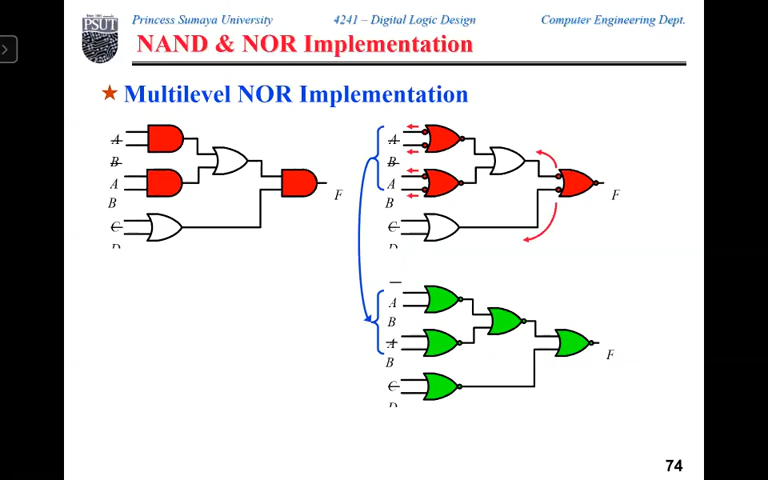 Princess Sumaya University 4241 – Digital Logic Design Computer Engineering Dept.
PSUT
NAND & NOR Implementation
★ Multilevel NOR Implementation
A
B
A
B
C
F
A
B
A
B
C
F
A
B
A
B
C
F
74